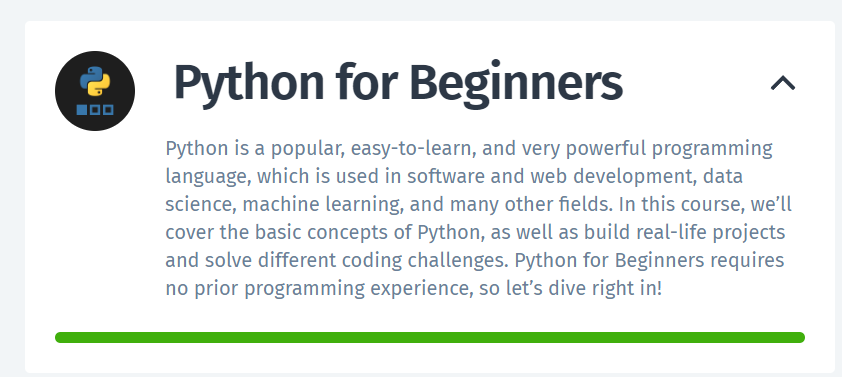 Python for Beginners
Python is a popular, easy-to-learn, and very powerful programming
language, which is used in software and web development, data
science, machine learning, and many other fields. In this course, we’ll
cover the basic concepts of Python, as well as build real-life projects
and solve different coding challenges. Python for Beginners requires
no prior programming experience, so let’s dive right in!